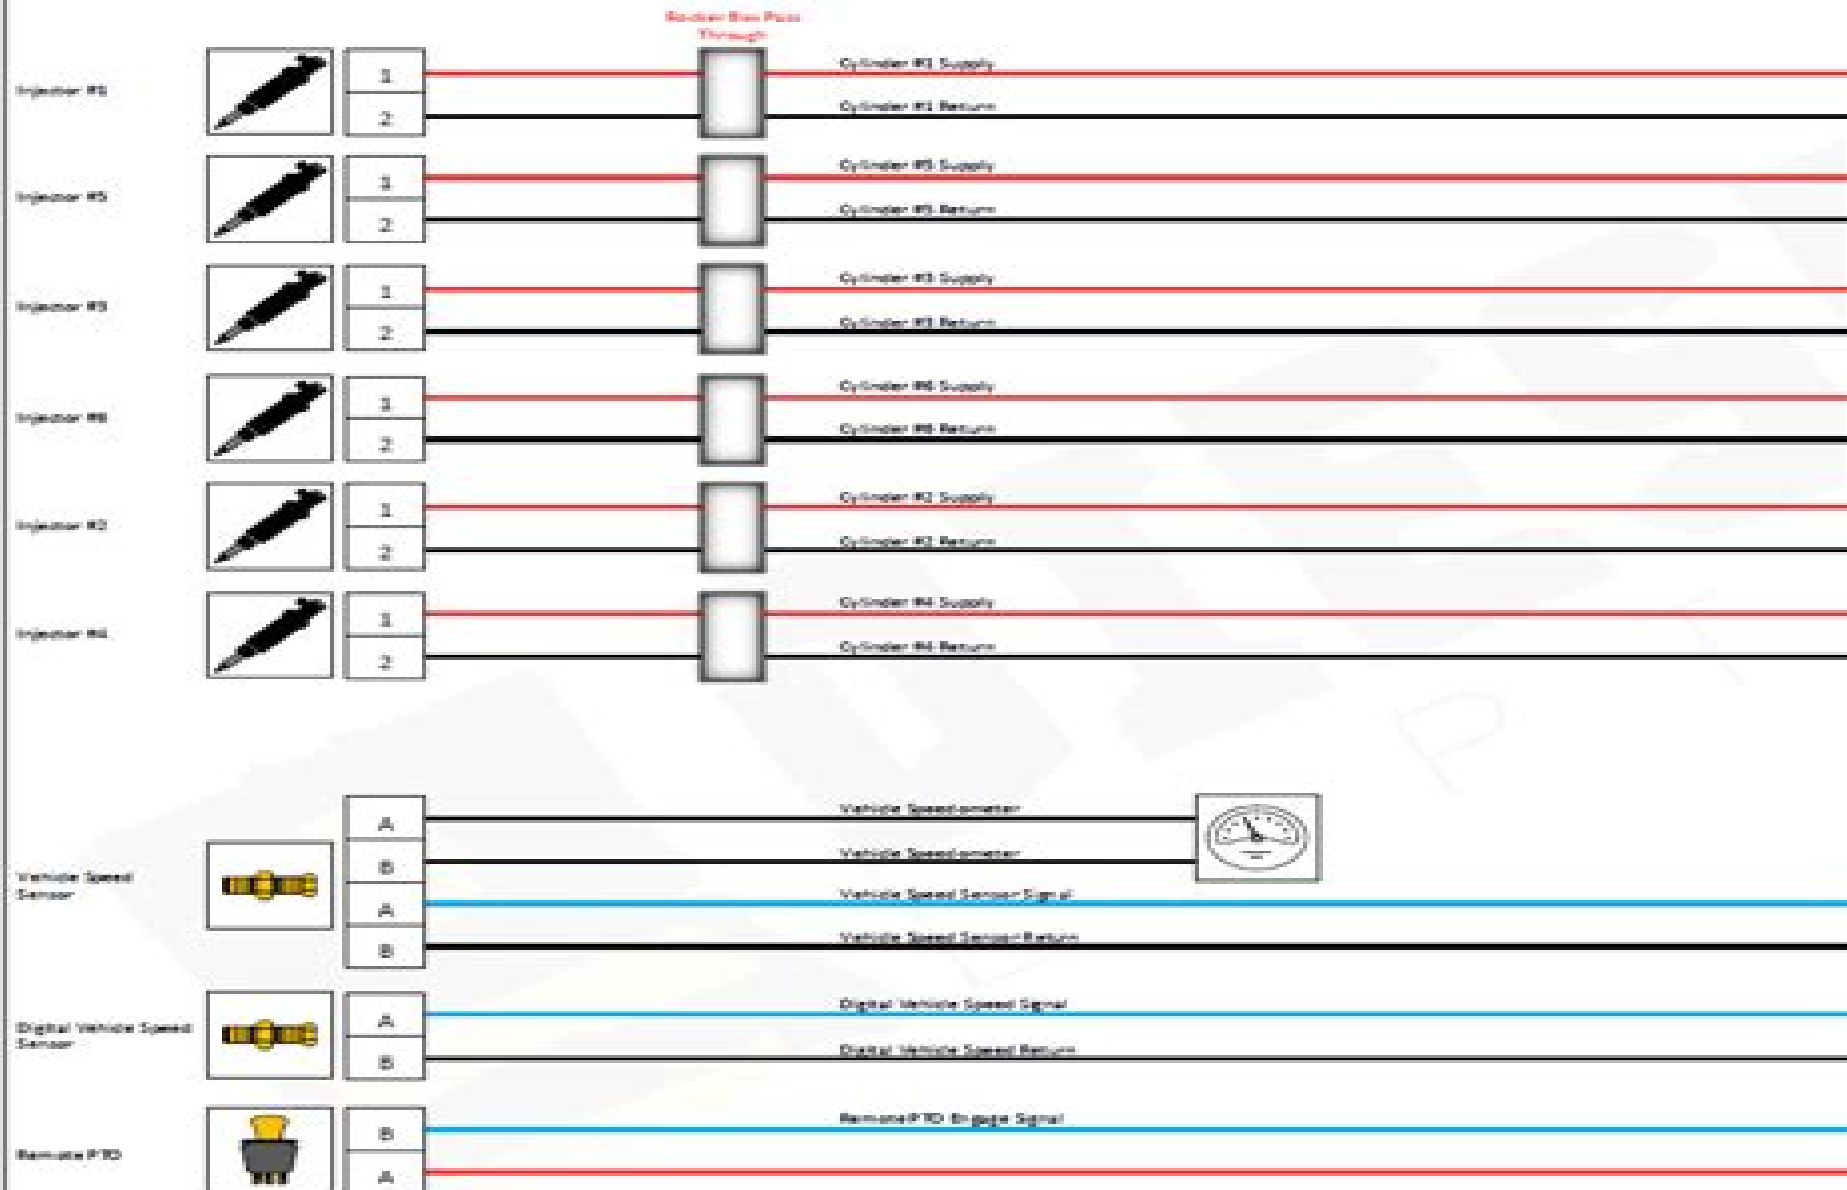 Rocker Box Pass
Through
Injector #1
1
Cylinder #1 Supply
2
Cylinder #1 Return
Injector #5
1
Cylinder #5 Supply
2
Cylinder #5 Return
Injector #3
1
Cylinder #3 Supply
2
Cylinder #3 Return
Injector #6
1
Cylinder #6 Supply
2
Cylinder #6 Return
Injector #2
1
Cylinder #2 Supply
2
Cylinder #2 Return
Injector #4
1
Cylinder #4 Supply
2
Cylinder #4 Return
Vehicle Speed
Sensor
A
Vehicle Speedometer
B
Vehicle Speedometer
A
Vehicle Speed Sensor Signal
B
Vehicle Speed Sensor Return
Digital Vehicle Speed
Sensor
A
Digital Vehicle Speed Signal
B
Digital Vehicle Speed Return
Remote PTO
B
Remote PTO Engage Signal
A